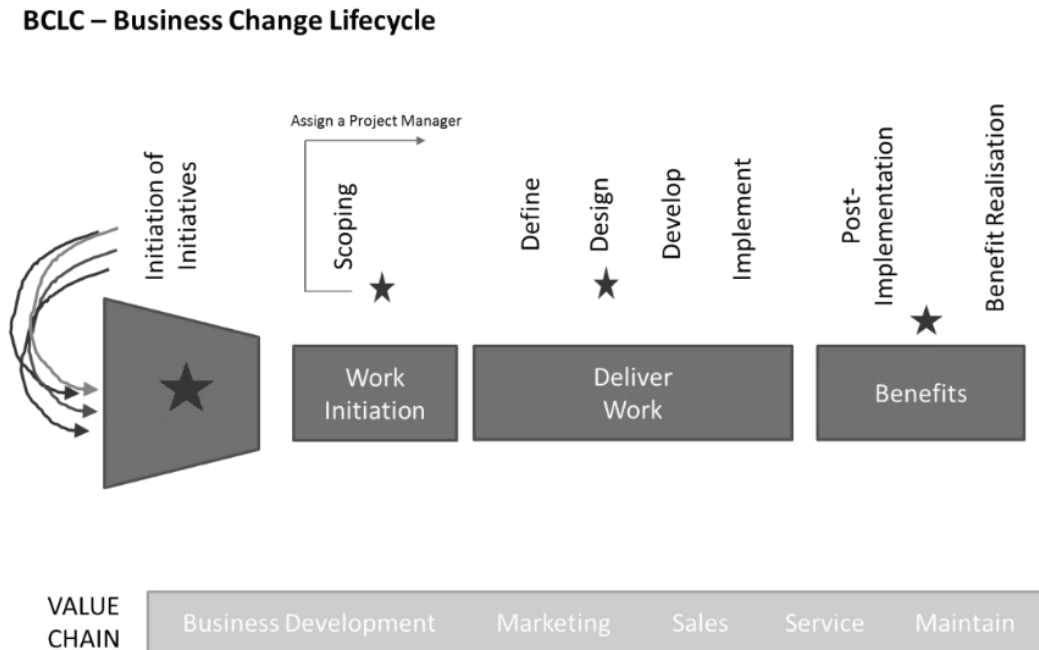 BCLC – Business Change Lifecycle
Assign a Project Manager
Initiation of
Initiatives
Scoping
Define
Design
Develop
Implement
Post-
Implementation
Benefit Realisation
Work
Initiation
Deliver
Work
Benefits
VALUE
CHAIN
Business Development Marketing Sales Service Maintain